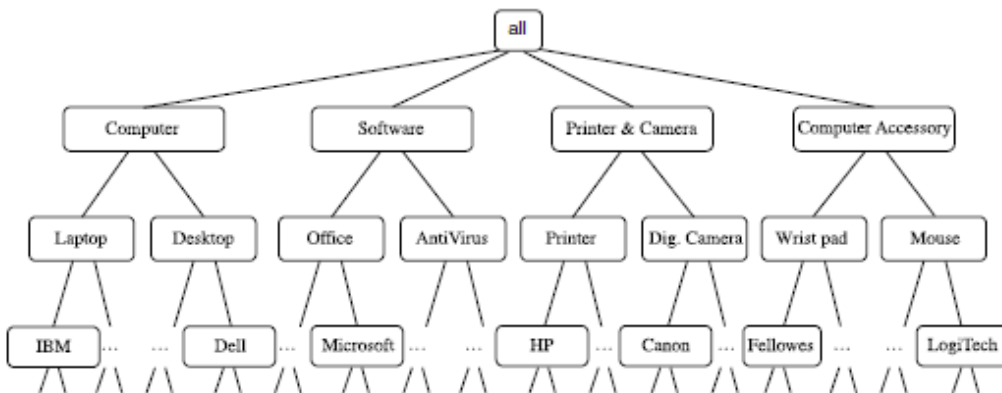 all
Computer
Software
Printer & Camera
Computer Accessory
Laptop
Desktop
Office
AntiVirus
Printer
Dig. Camera
Wrist pad
Mouse
IBM
...
...
Dell
...
Microsoft
...
...
HP
...
Canon
...
Fellowes
...
...
LogiTech